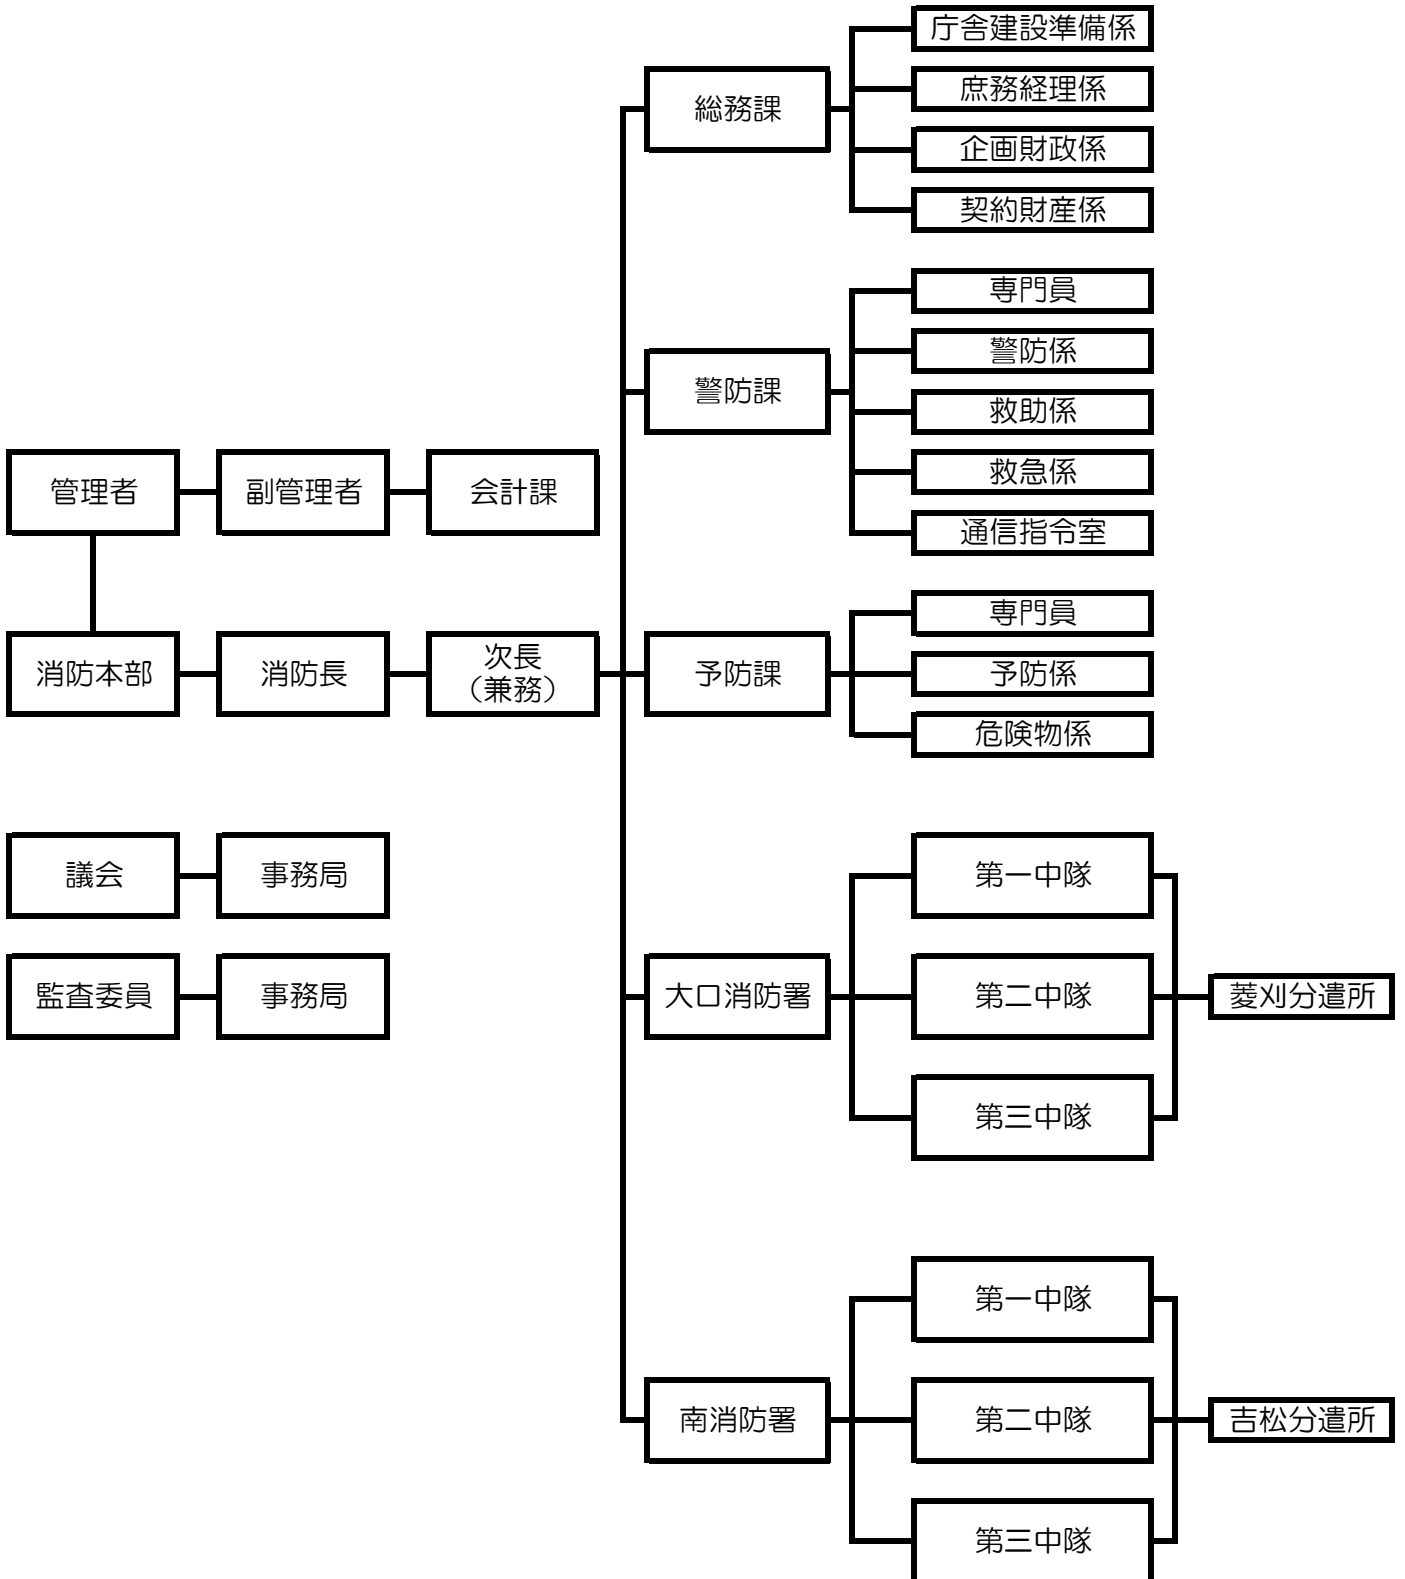 庁舎建設準備係
庶務経理係
総務課
企画財政係
契約財産係
専門員
警防係
警防課
救助係
救急係
通信指令室
管理者
副管理者
会計課
消防本部
消防長
次長
（兼務）
予防課
専門員
予防係
危険物係
議会
事務局
監査委員
事務局
大口消防署
第一中隊
第二中隊
第三中隊
菱刈分遣所
南消防署
第一中隊
第二中隊
第三中隊
吉松分遣所